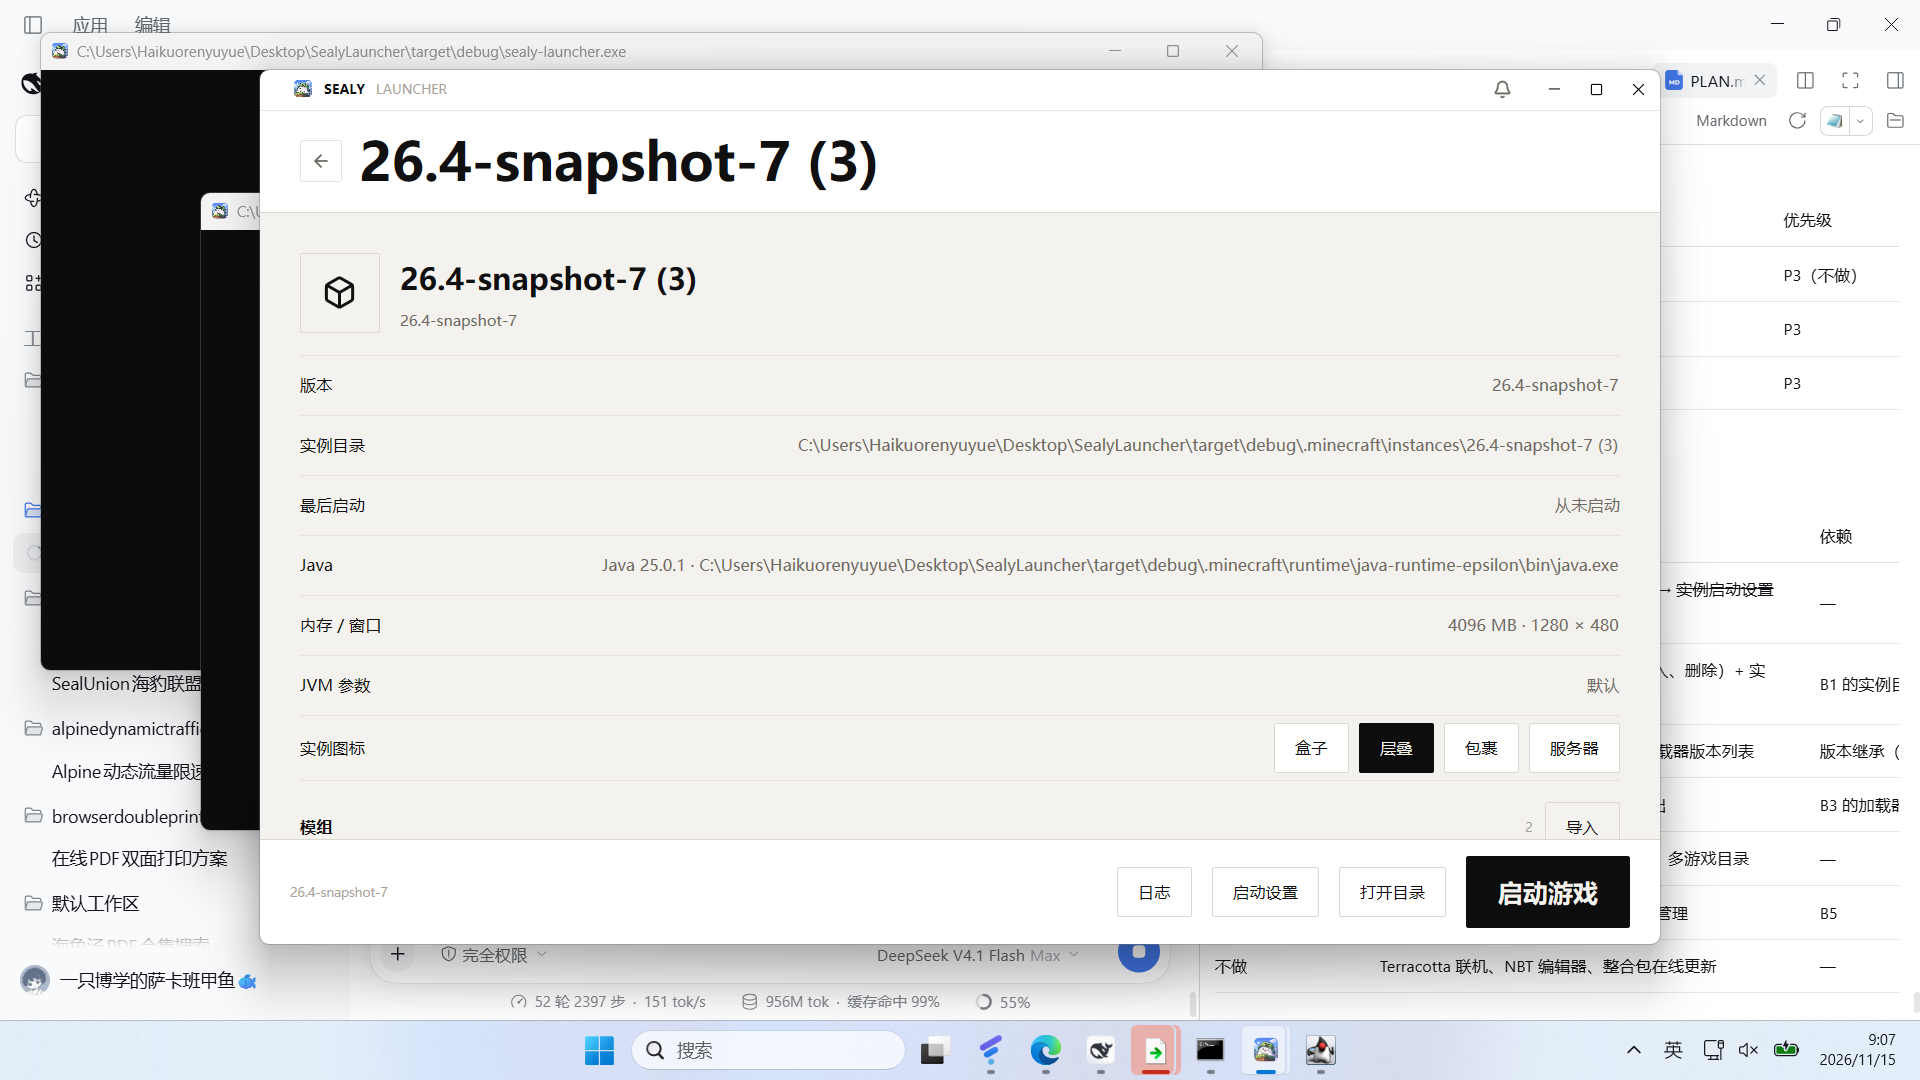 应用 编辑
C:\Users\Haikuorenyuyue\Desktop\SealyLauncher\target\debug\sealy-launcher.exe
SEALY LAUNCHER
26.4-snapshot-7 (3)
26.4-snapshot-7 (3)
26.4-snapshot-7
版本 26.4-snapshot-7
实例目录 C:\Users\Haikuorenyuyue\Desktop\SealyLauncher\target\debug\.minecraft\instances\26.4-snapshot-7 (3)
最后启动 从未启动
Java Java 25.0.1 · C:\Users\Haikuorenyuyue\Desktop\SealyLauncher\target\debug\.minecraft\runtime\java-runtime-epsilon\bin\java.exe
内存 / 窗口 4096 MB · 1280 × 480
JVM 参数 默认
实例图标 盒子 层叠 包裹 服务器
模组 2 导入
26.4-snapshot-7 日志 启动设置 打开目录 启动游戏
C:\
SealUnion海豹联盟
alpinedynamictraffi
Alpine动态流量限速
browserdoubleprint
在线PDF双面打印方案
默认工作区
海龟汤PDF合集搜索
一只博学的萨卡班甲鱼
完全权限 DeepSeek V4.1 Flash Max
52 轮 2397 步 · 151 tok/s 956M tok · 缓存命中 99% 55%
PLAN.m
Markdown
优先级
P3（不做）
P3
P3
依赖
→ 实例启动设置 —
、删除）+ 实
B1 的实例目
载器版本列表 版本继承（
B3 的加载器
多游戏目录 —
管理 B5
不做 Terracotta 联机、NBT 编辑器、整合包在线更新 —
搜索
英
9:07
2026/11/15